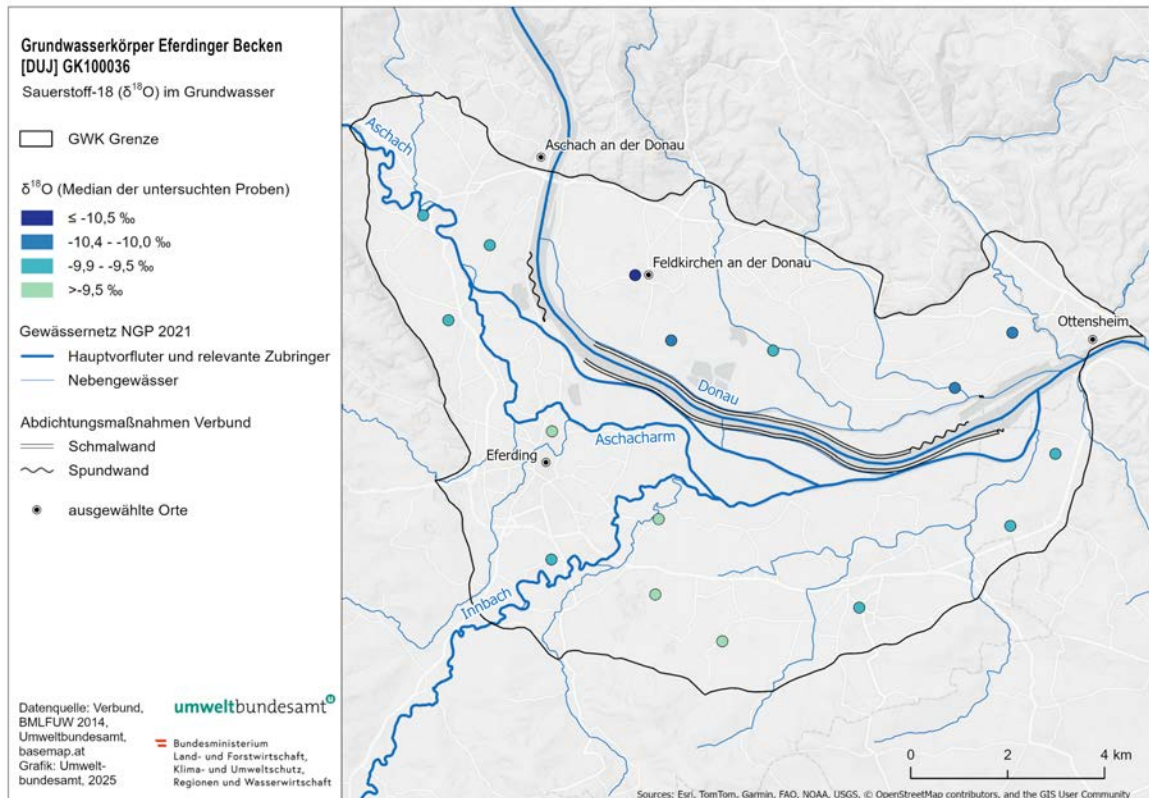 Grundwasserkörper Eferdinger Becken
[DUJ] GK100036
Sauerstoff-18 (δ¹⁸O) im Grundwasser
GWK Grenze
δ¹⁸O (Median der untersuchten Proben)
≤ -10,5 ‰
-10,4 - -10,0 ‰
-9,9 - -9,5 ‰
>-9,5 ‰
Gewässernetz NGP 2021
Hauptvorfluter und relevante Zubringer
Nebengewässer
Abdichtungsmaßnahmen Verbund
Schmalwand
Spundwand
ausgewählte Orte
Datenquelle: Verbund,
BMLFUW 2014,
Umweltbundesamt,
basemap.at
Grafik: Umwelt-
bundesamt, 2025
umweltbundesamt
Bundesministerium
Land- und Forstwirtschaft,
Klima- und Umweltschutz,
Regionen und Wasserwirtschaft
Aschach
Aschach an der Donau
Feldkirchen an der Donau
Ottensheim
Donau
Aschacharm
Eferding
Innbach
0 2 4 km
Sources: Esri, TomTom, Garmin, FAO, NOAA, USGS, © OpenStreetMap contributors, and the GIS User Community